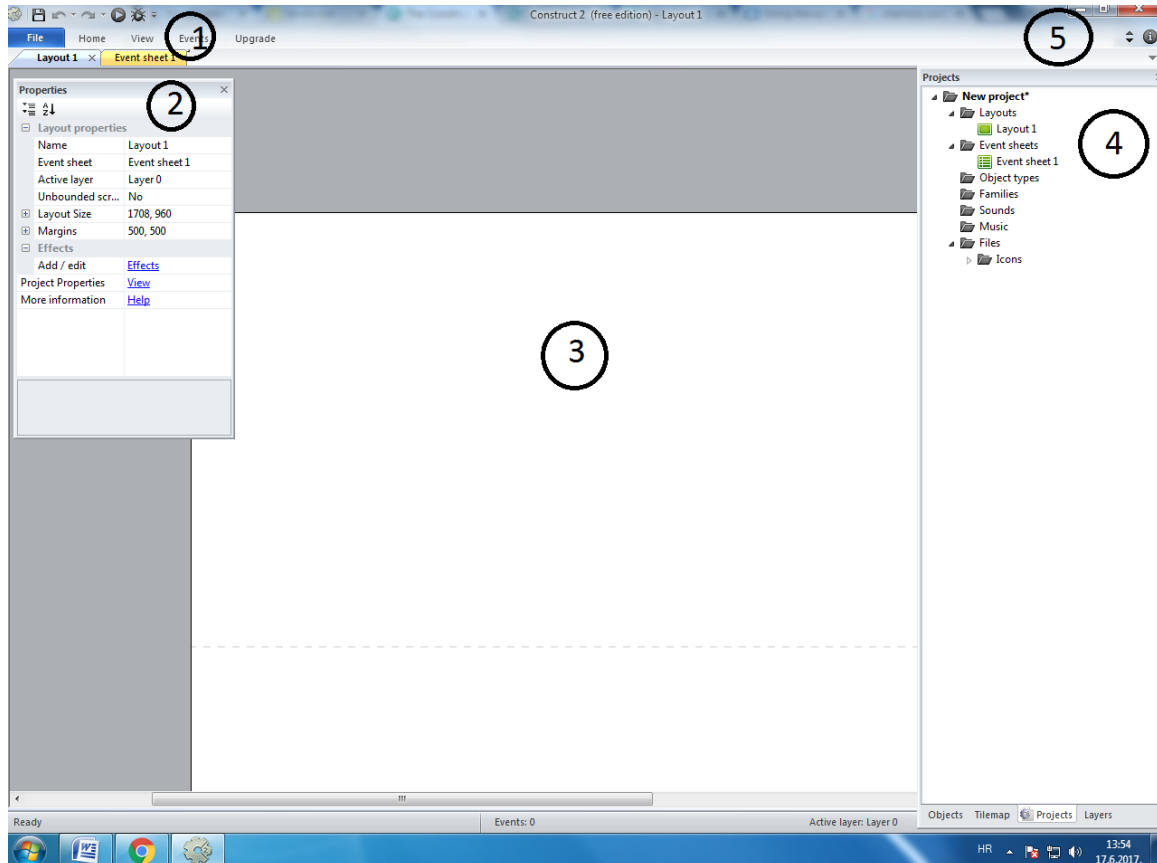 Construct 2 (free edition) - Layout 1
File Home View Events Upgrade
1
5
Layout 1 Event sheet 1
Properties
2
Layout properties
Name Layout 1
Event sheet Event sheet 1
Active layer Layer 0
Unbounded scr... No
Layout Size 1708, 960
Margins 500, 500
Effects
Add / edit Effects
Project Properties View
More information Help
3
Projects
New project*
Layouts
Layout 1
4
Event sheets
Event sheet 1
Object types
Families
Sounds
Music
Files
Icons
Objects Tilemap Projects Layers
Ready Events: 0 Active layer: Layer 0
HR 13:54
17.6.2017.